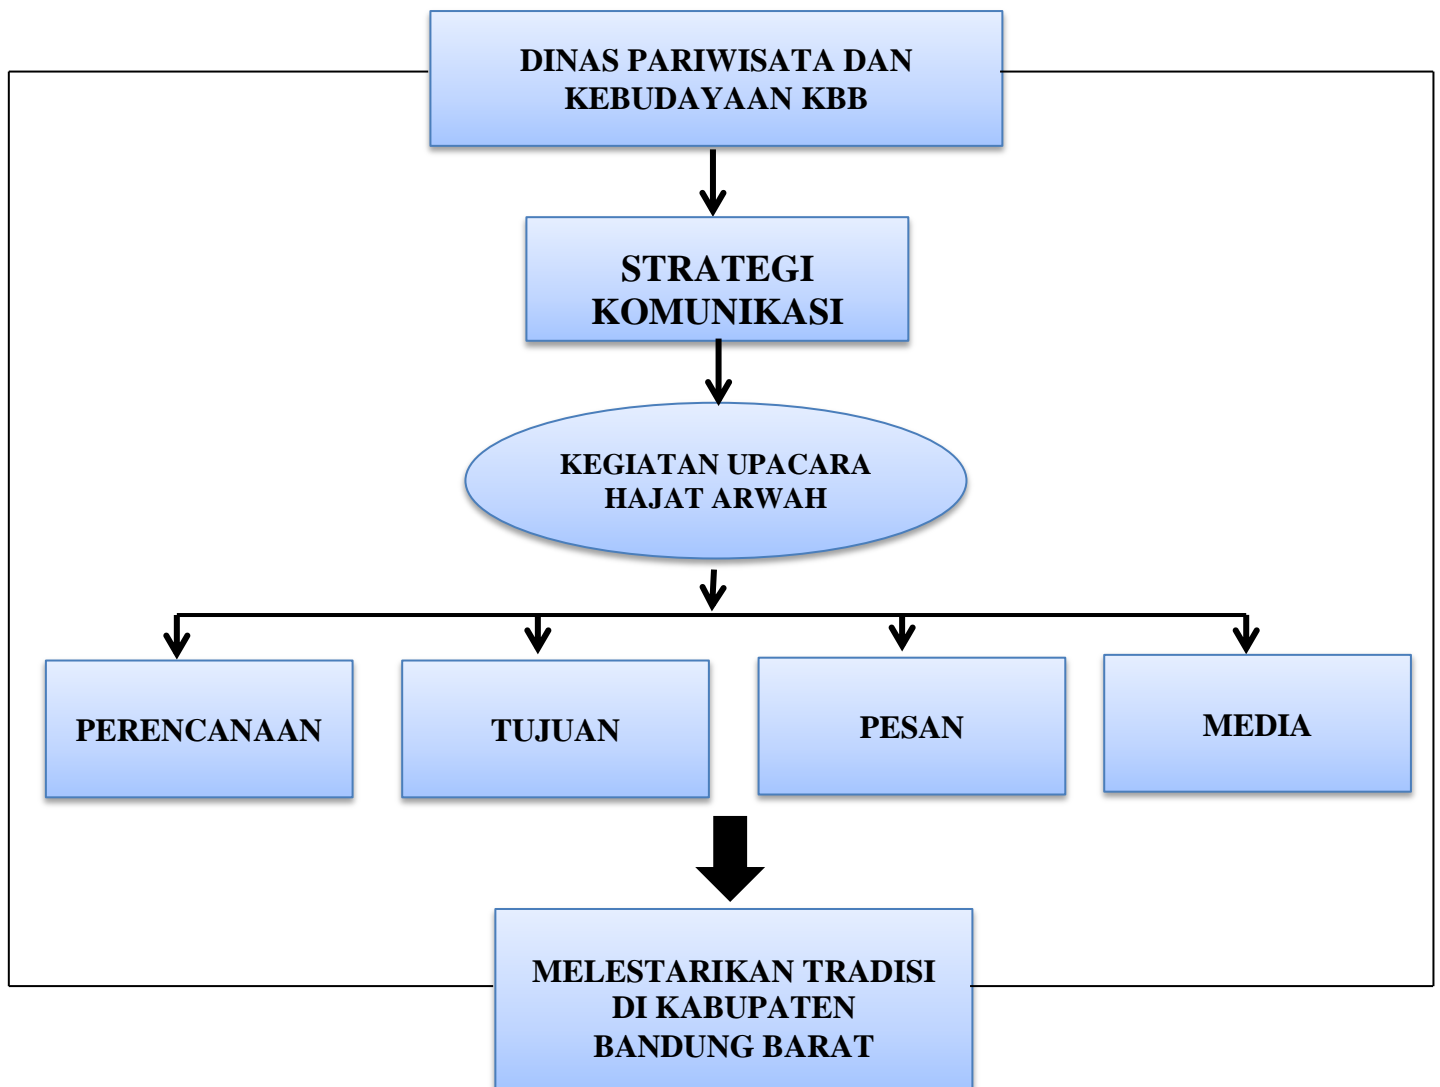 DINAS PARIWISATA DAN
KEBUDAYAAN KBB
STRATEGI
KOMUNIKASI
KEGIATAN UPACARA
HAJAT ARWAH
PERENCANAAN
TUJUAN
PESAN
MEDIA
MELESTARIKAN TRADISI
DI KABUPATEN
BANDUNG BARAT